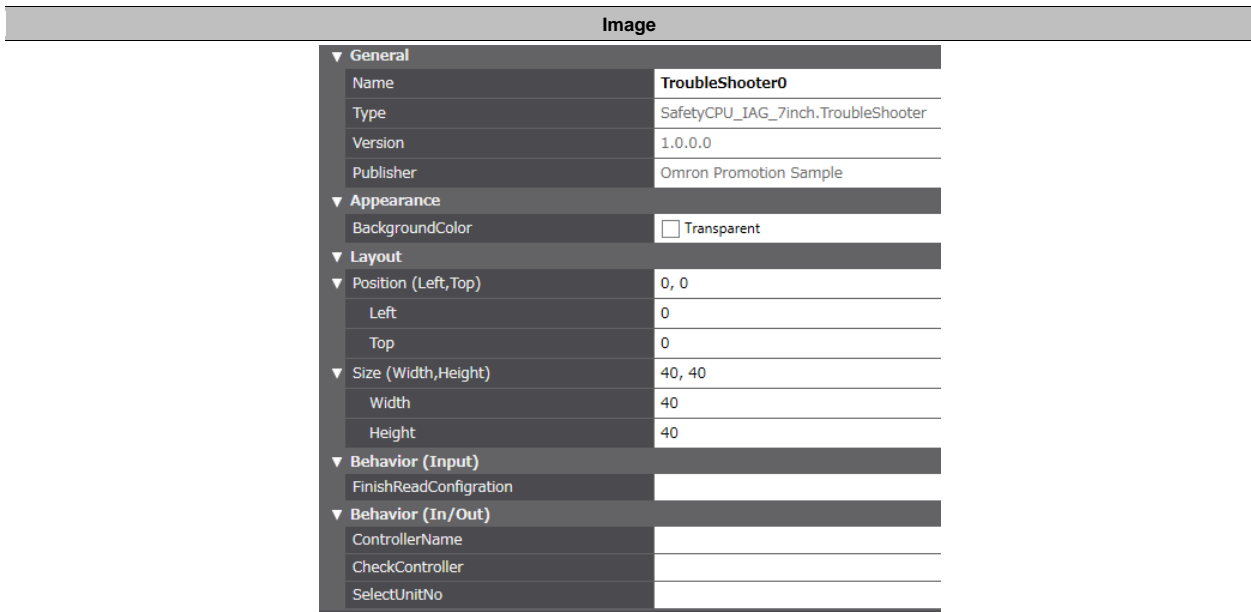 Image
General
Name TroubleShooter0
Type SafetyCPU_IAG_7inch.TroubleShooter
Version 1.0.0.0
Publisher Omron Promotion Sample
Appearance
BackgroundColor Transparent
Layout
Position (Left,Top) 0, 0
Left 0
Top 0
Size (Width,Height) 40, 40
Width 40
Height 40
Behavior (Input)
FinishReadConfigration
Behavior (In/Out)
ControllerName
CheckController
SelectUnitNo